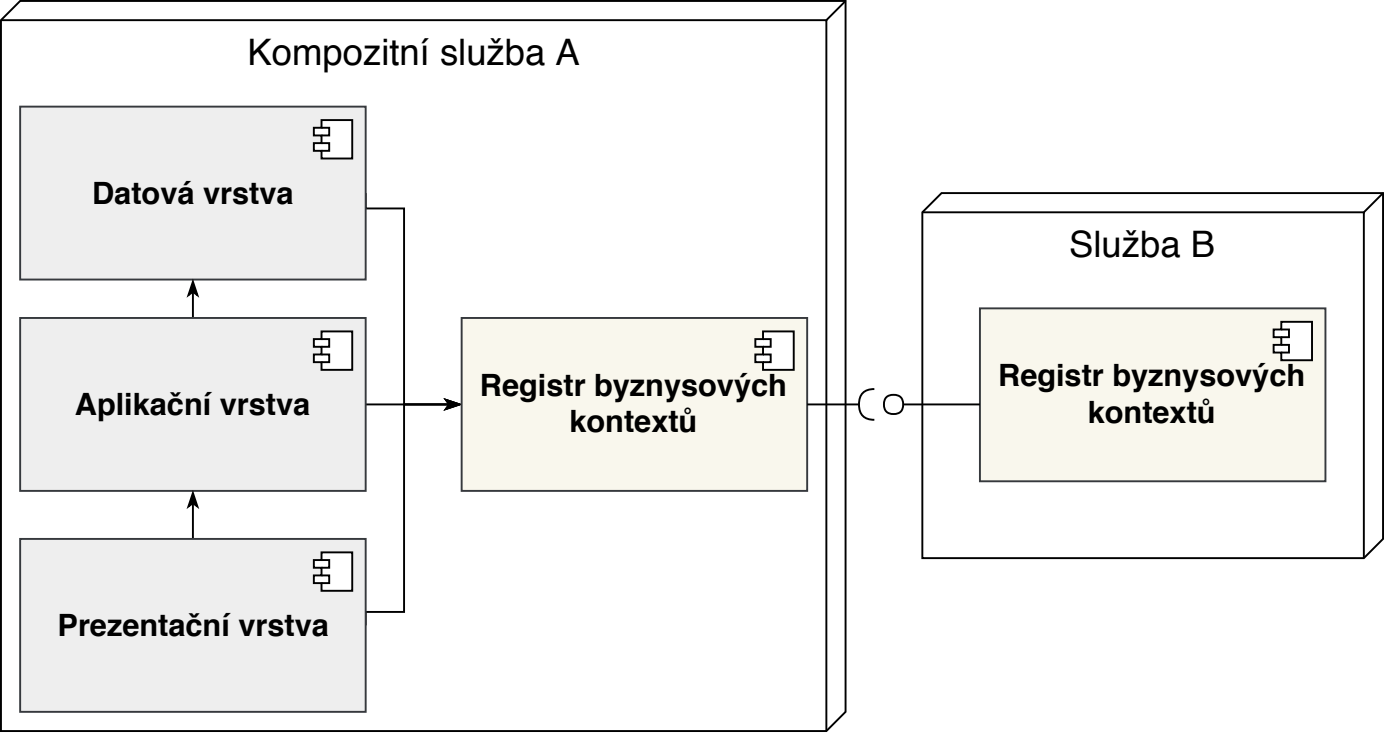 Kompozitní služba A
Datová vrstva
Aplikační vrstva
Prezentační vrstva
Registr byznysových
kontextů
Služba B
Registr byznysových
kontextů